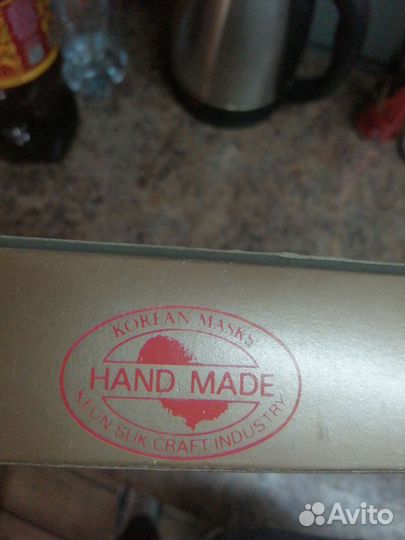 KOREAN MASKS
HAND MADE
KEUN SUK CRAFT INDUSTRY
Avito